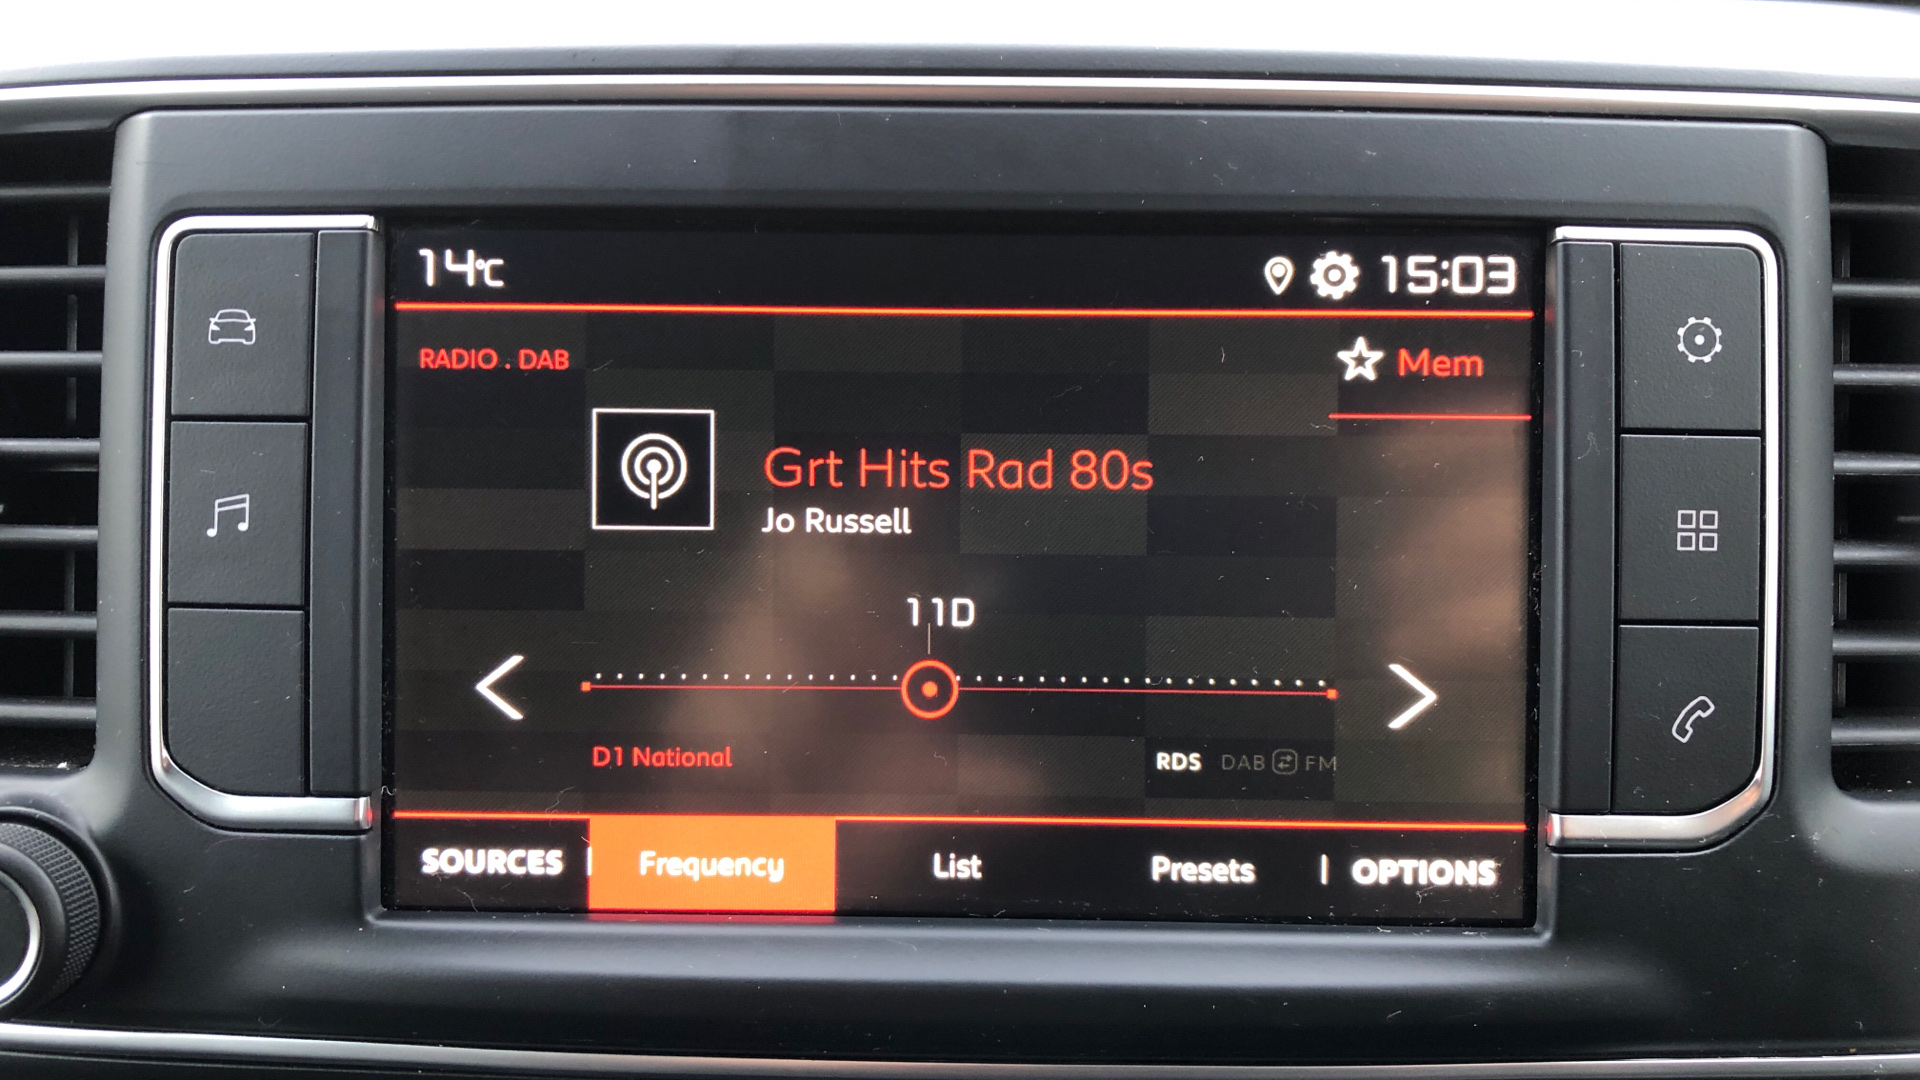 14°C 15:03
RADIO . DAB
Mem
Grt Hits Rad 80s
Jo Russell
11D
D1 National
RDS DAB FM
SOURCES | Frequency List Presets | OPTIONS